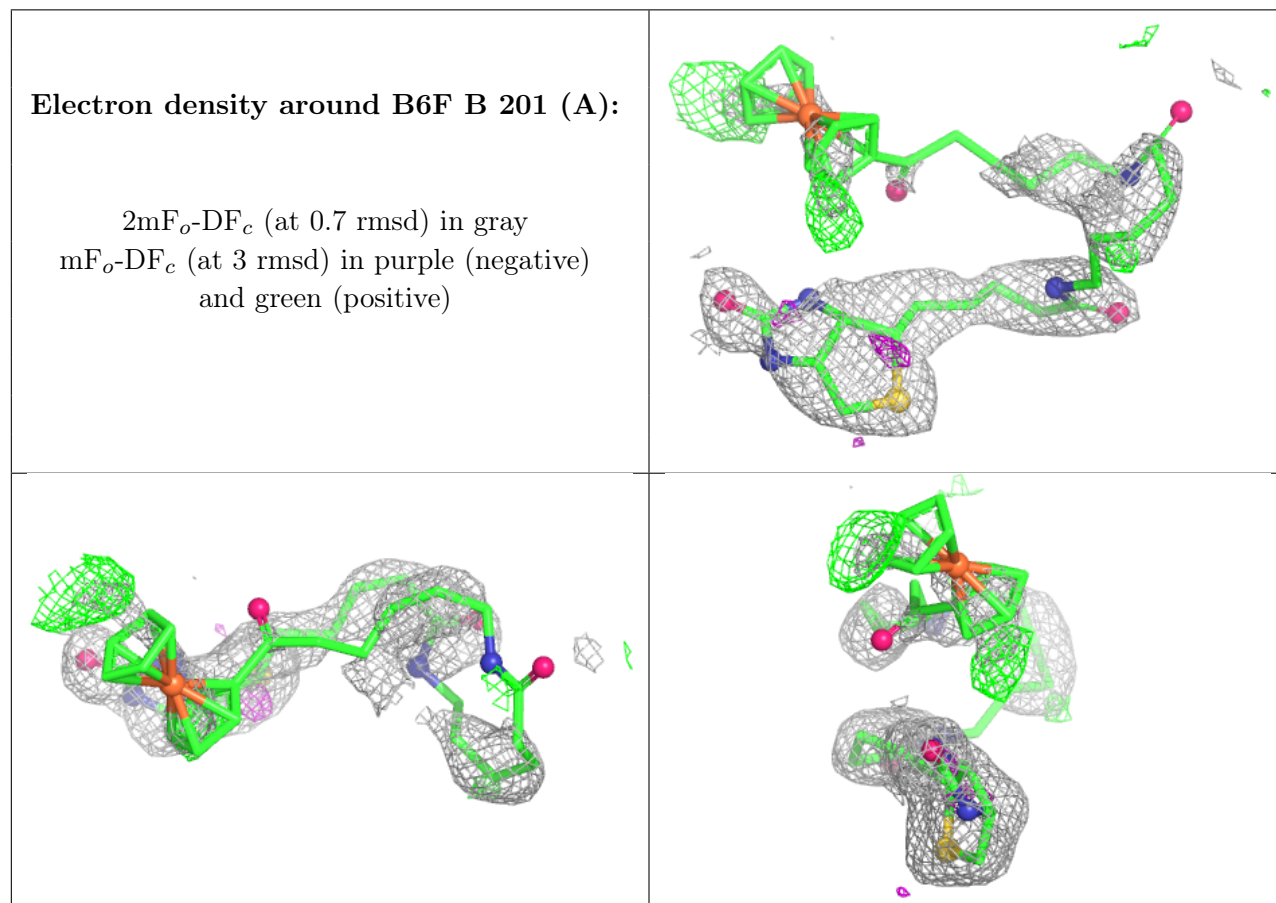 Electron density around B6F B 201 (A):
2mFₒ-DF𝒸 (at 0.7 rmsd) in gray
mFₒ-DF𝒸 (at 3 rmsd) in purple (negative)
and green (positive)